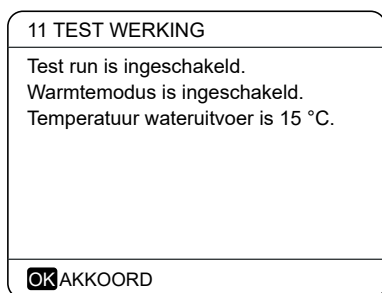 11 TEST WERKING
Test run is ingeschakeld.
Warmtemodus is ingeschakeld.
Temperatuur wateruitvoer is 15 °C.
OK AKKOORD